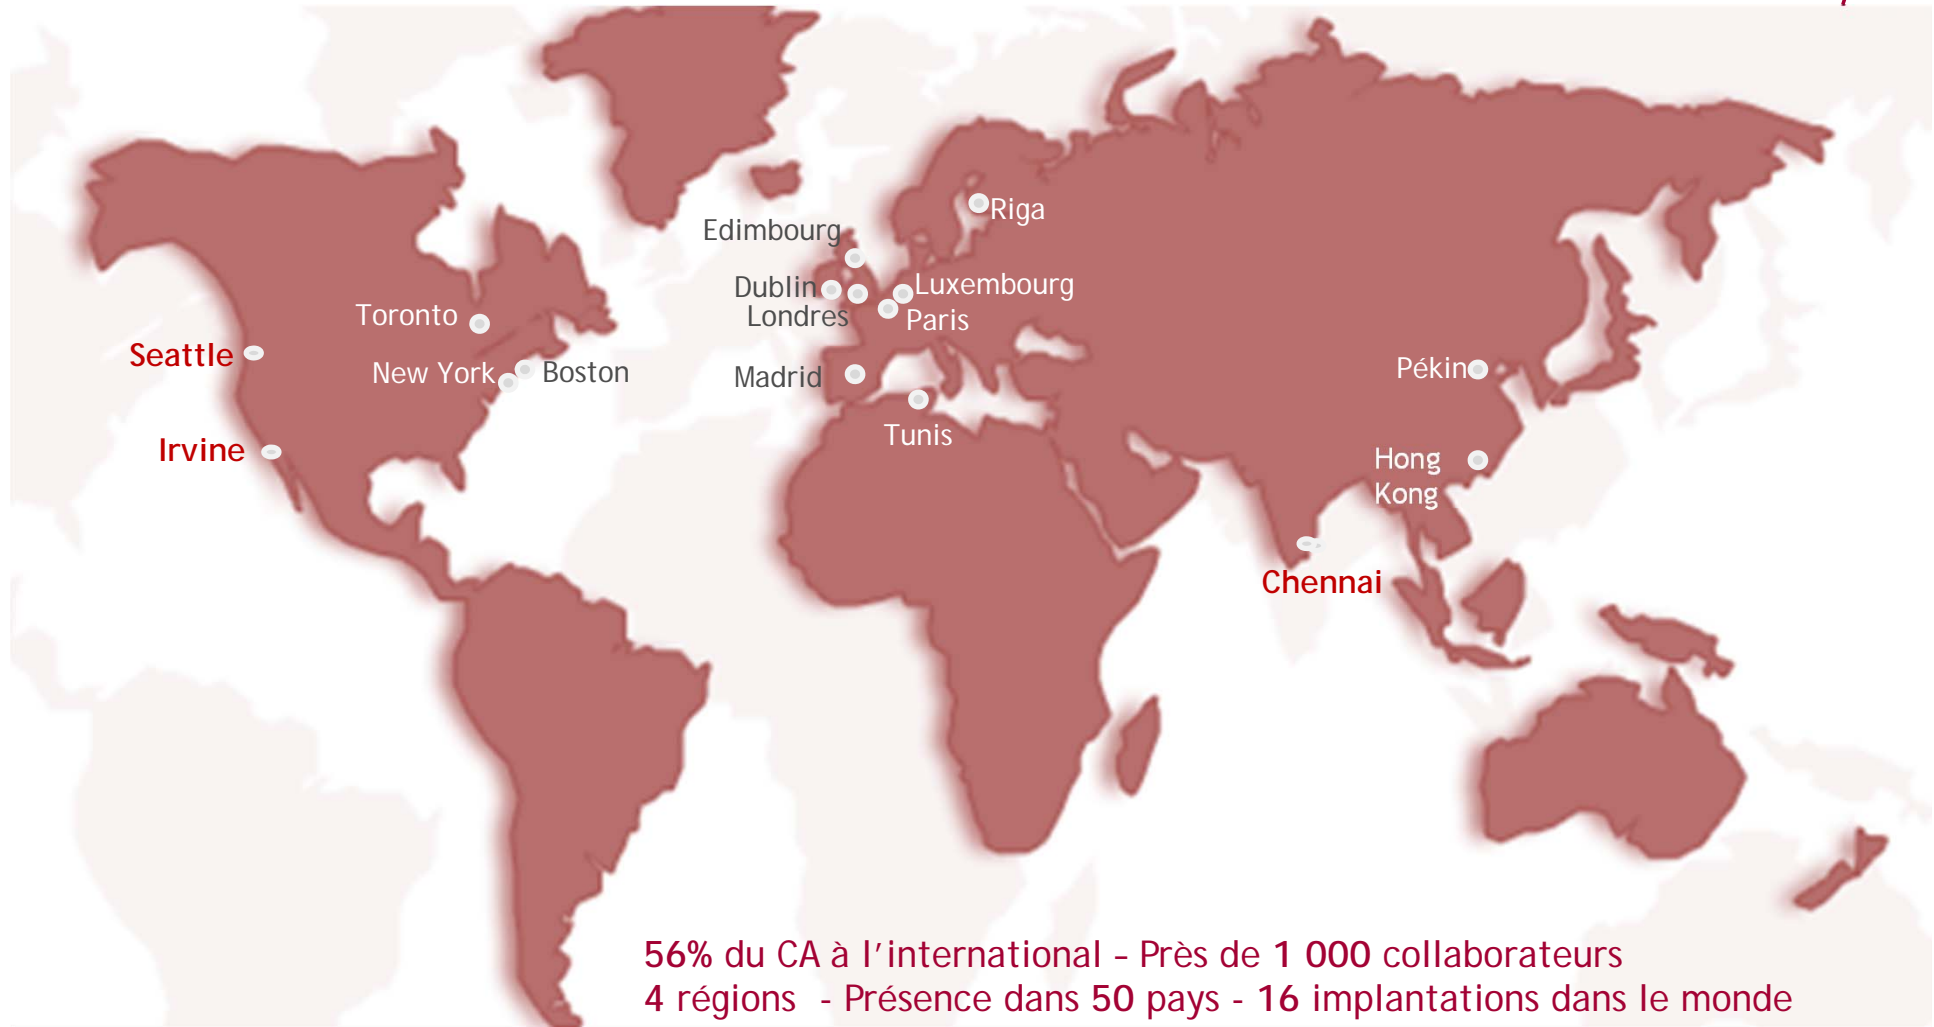 Riga
Edimbourg
Dublin
Luxembourg
Londres
Paris
Toronto
Seattle
New York
Boston
Madrid
Pékin
Irvine
Tunis
Hong
Kong
Chennai
56% du CA à l'international – Près de 1 000 collaborateurs
4 régions - Présence dans 50 pays - 16 implantations dans le monde